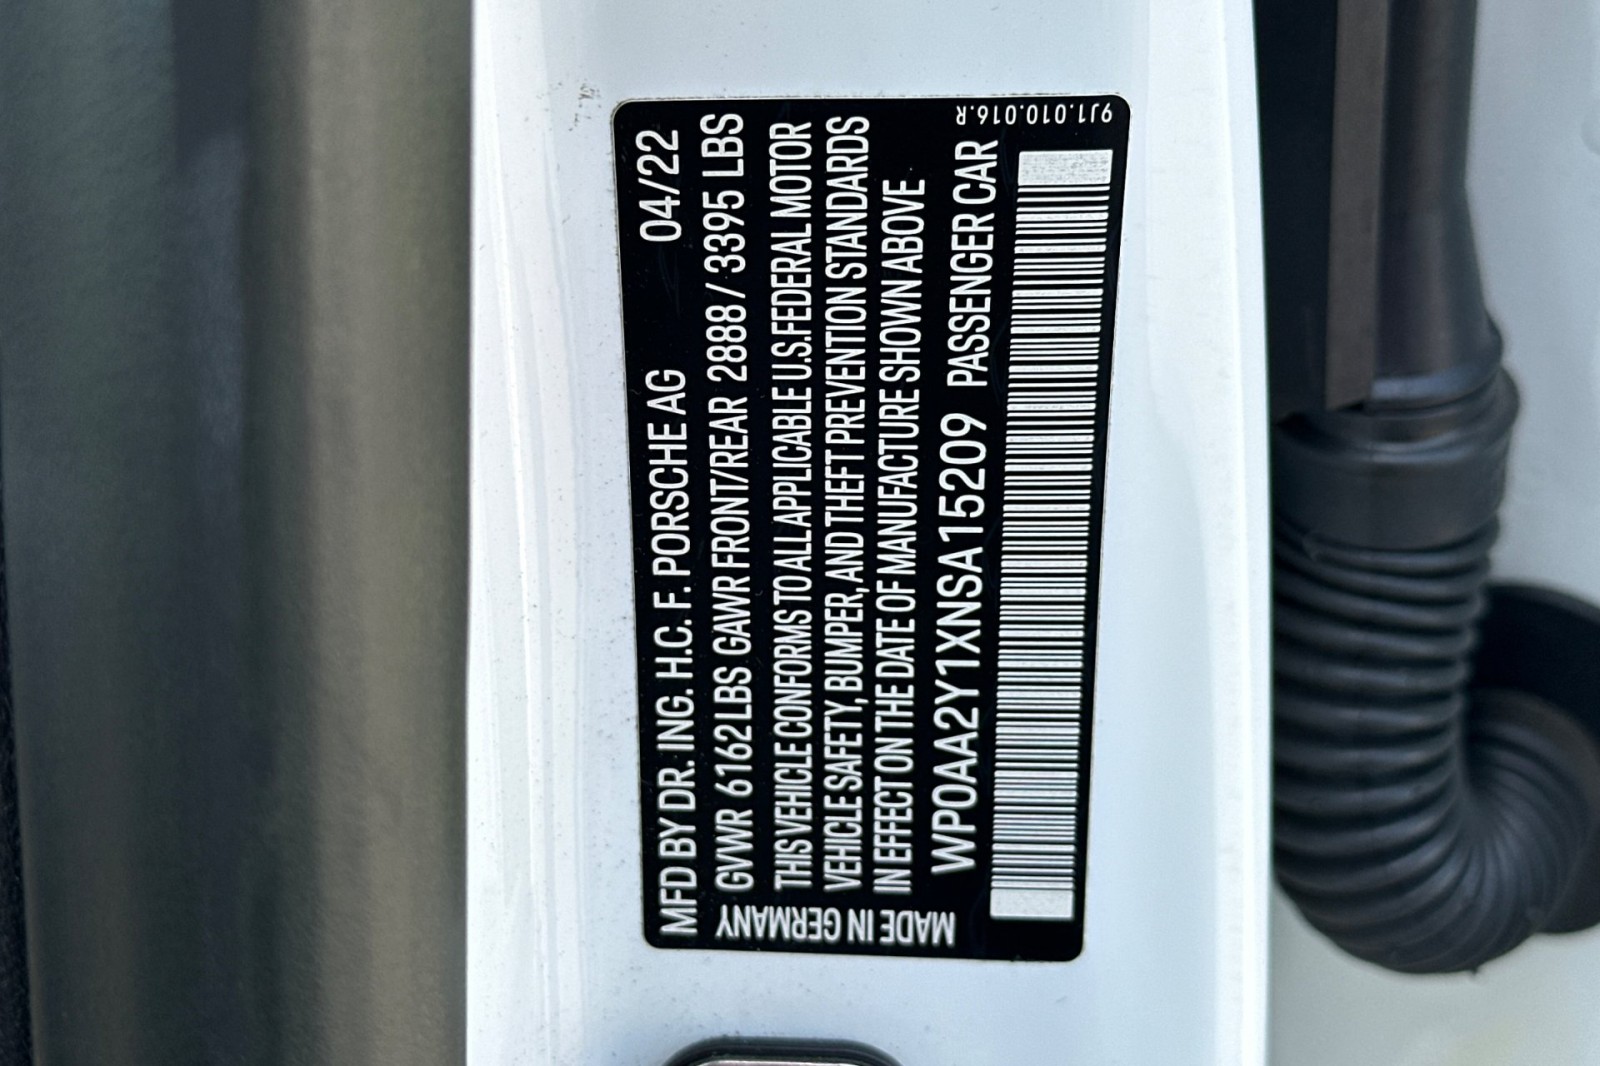 MFD BY DR. ING. H.C. F. PORSCHE AG 04/22
GVWR 6162 LBS GAWR FRONT/REAR 2888 / 3395 LBS
THIS VEHICLE CONFORMS TO ALL APPLICABLE U.S. FEDERAL MOTOR
VEHICLE SAFETY, BUMPER, AND THEFT PREVENTION STANDARDS
IN EFFECT ON THE DATE OF MANUFACTURE SHOWN ABOVE
WP0AA2Y1XNSA15209 PASSENGER CAR
MADE IN GERMANY
9J1.010.016.R